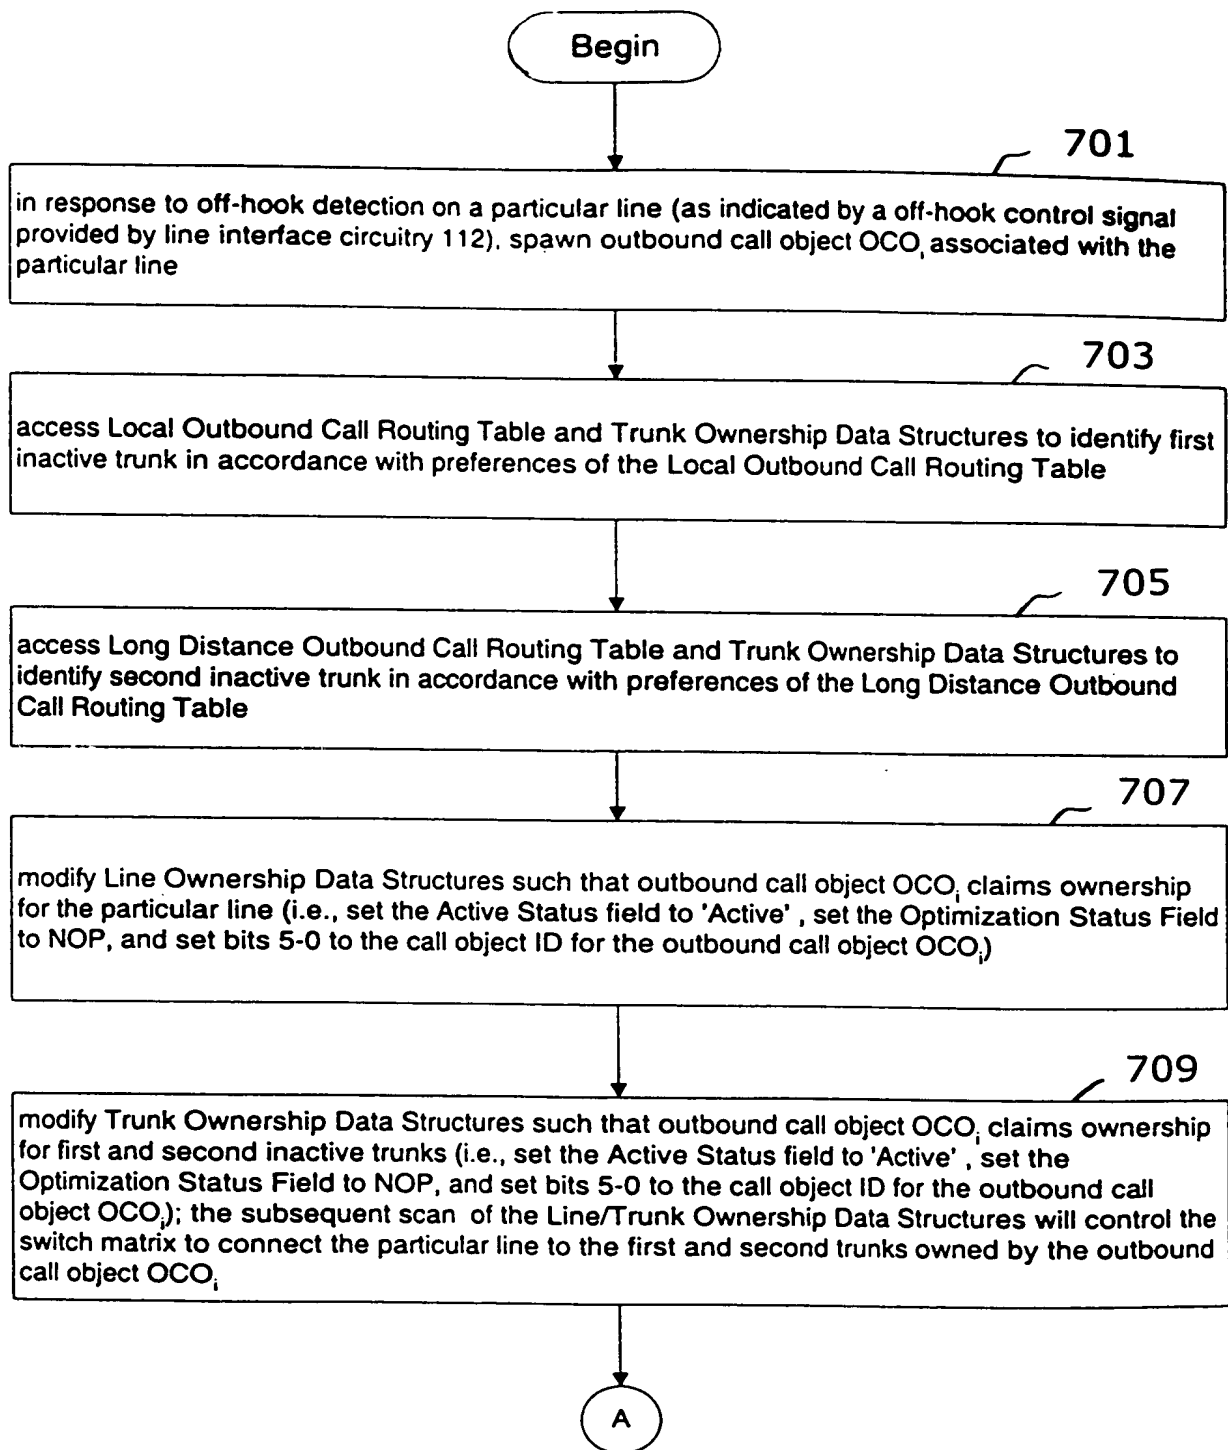 Begin
701
in response to off-hook detection on a particular line (as indicated by a off-hook control signal
provided by line interface circuitry 112), spawn outbound call object OCOᵢ associated with the
particular line
703
access Local Outbound Call Routing Table and Trunk Ownership Data Structures to identify first
inactive trunk in accordance with preferences of the Local Outbound Call Routing Table
705
access Long Distance Outbound Call Routing Table and Trunk Ownership Data Structures to
identify second inactive trunk in accordance with preferences of the Long Distance Outbound
Call Routing Table
707
modify Line Ownership Data Structures such that outbound call object OCOᵢ claims ownership
for the particular line (i.e., set the Active Status field to 'Active' , set the Optimization Status Field
to NOP, and set bits 5-0 to the call object ID for the outbound call object OCOᵢ)
709
modify Trunk Ownership Data Structures such that outbound call object OCOᵢ claims ownership
for first and second inactive trunks (i.e., set the Active Status field to 'Active' , set the
Optimization Status Field to NOP, and set bits 5-0 to the call object ID for the outbound call
object OCOᵢ); the subsequent scan of the Line/Trunk Ownership Data Structures will control the
switch matrix to connect the particular line to the first and second trunks owned by the outbound
call object OCOᵢ
A